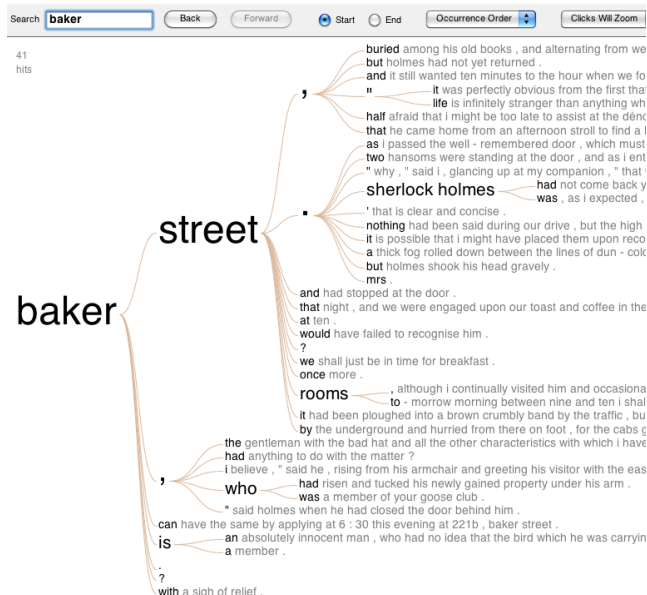 Search baker Back Forward Start End Occurrence Order Clicks Will Zoom
41
hits
buried among his old books , and alternating from we
but holmes had not yet returned .
and it still wanted ten minutes to the hour when we fo
,
"
it was perfectly obvious from the first that
life is infinitely stranger than anything wh
half afraid that i might be too late to assist at the déno
that he came home from an afternoon stroll to find a
as i passed the well - remembered door , which must
two hansoms were standing at the door , and as i ent
" why , " said i , glancing up at my companion , " that
sherlock holmes
had not come back y
was , as i expected ,
.
' that is clear and concise .
street
nothing had been said during our drive , but the high
it is possible that i might have placed them upon reco
a thick fog rolled down between the lines of dun - colo
but holmes shook his head gravely .
mrs .
and had stopped at the door .
baker
that night , and we were engaged upon our toast and coffee in the
at ten .
would have failed to recognise him .
?
we shall just be in time for breakfast .
once more .
rooms
, although i continually visited him and occasiona
to - morrow morning between nine and ten i shal
it had been ploughed into a brown crumbly band by the traffic , bu
by the underground and hurried from there on foot , for the cabs g
the gentleman with the bad hat and all the other characteristics with which i have
had anything to do with the matter ?
i believe , " said he , rising from his armchair and greeting his visitor with the eas
,
who
had risen and tucked his newly gained property under his arm .
was a member of your goose club .
" said holmes when he had closed the door behind him .
can have the same by applying at 6 : 30 this evening at 221b , baker street .
is
an absolutely innocent man , who had no idea that the bird which he was carryin
a member .
.
?
with a sigh of relief .